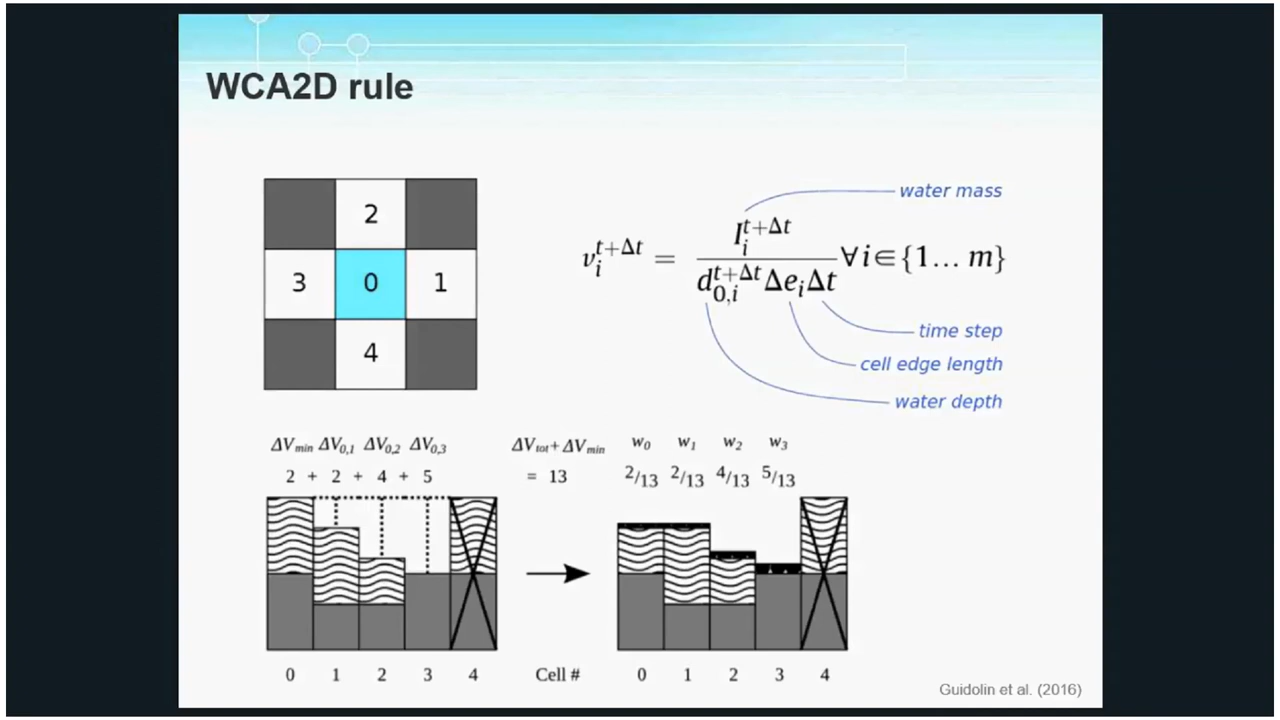 WCA2D rule
2
3 0 1
4
water mass
v_i^{t+Δt} = I_i^{t+Δt} / d_{0,i}^{t+Δt} Δe_i Δt ∀i∈{1… m}
time step
cell edge length
water depth
ΔV_min ΔV_0,1 ΔV_0,2 ΔV_0,3 ΔV_tot + ΔV_min w_0 w_1 w_2 w_3
2 + 2 + 4 + 5 = 13 2/13 2/13 4/13 5/13
0 1 2 3 4 Cell # 0 1 2 3 4
Guidolin et al. (2016)